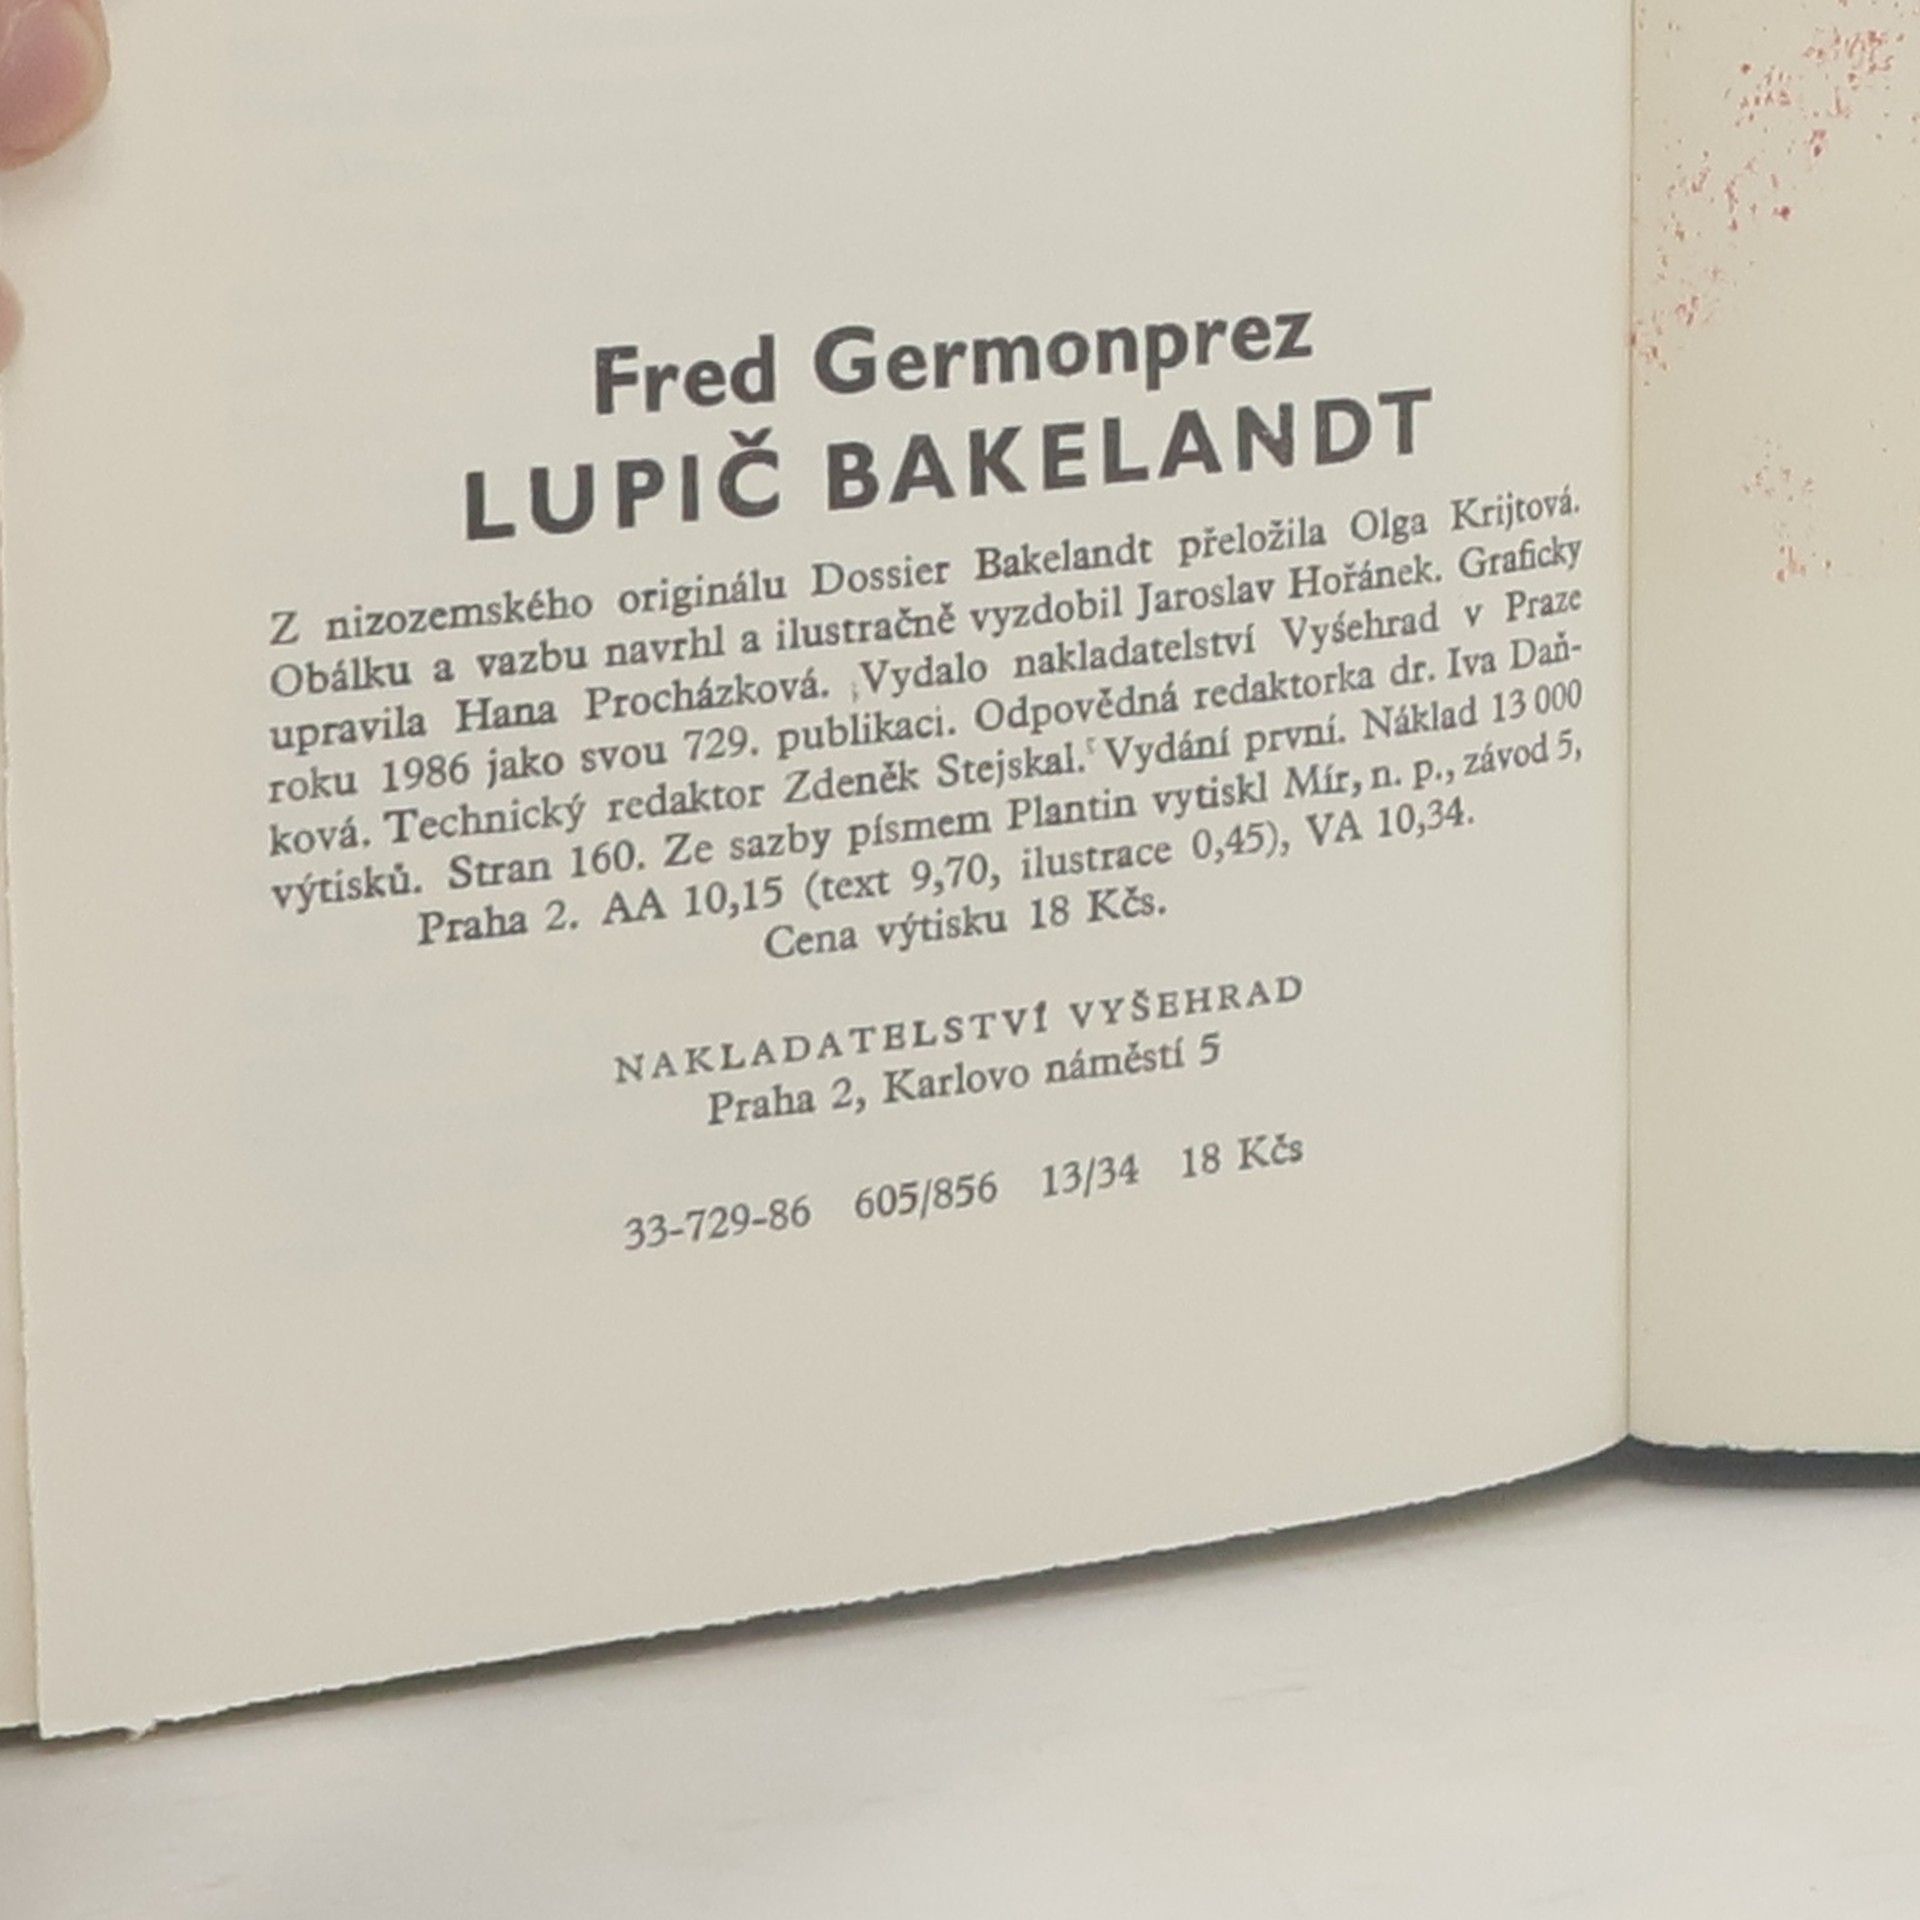 Fred Germonprez
LUPIČ BAKELANDT
Z nizozemského originálu Dossier Bakelandt přeložila Olga Krijtová.
Obálku a vazbu navrhl a ilustračně vyzdobil Jaroslav Hořánek. Graficky
upravila Hana Procházková. Vydalo nakladatelství Vyšehrad v Praze
roku 1986 jako svou 729. publikaci. Odpovědná redaktorka dr. Iva Daň-
ková. Technický redaktor Zdeněk Stejskal. Vydání první. Náklad 13 000
výtisků. Stran 160. Ze sazby písmem Plantin vytiskl Mír, n. p., závod 5,
Praha 2. AA 10,15 (text 9,70, ilustrace 0,45), VA 10,34.
Cena výtisku 18 Kčs.
NAKLADATELSTVÍ VYŠEHRAD
Praha 2, Karlovo náměstí 5
33-729-86 605/856 13/34 18 Kčs